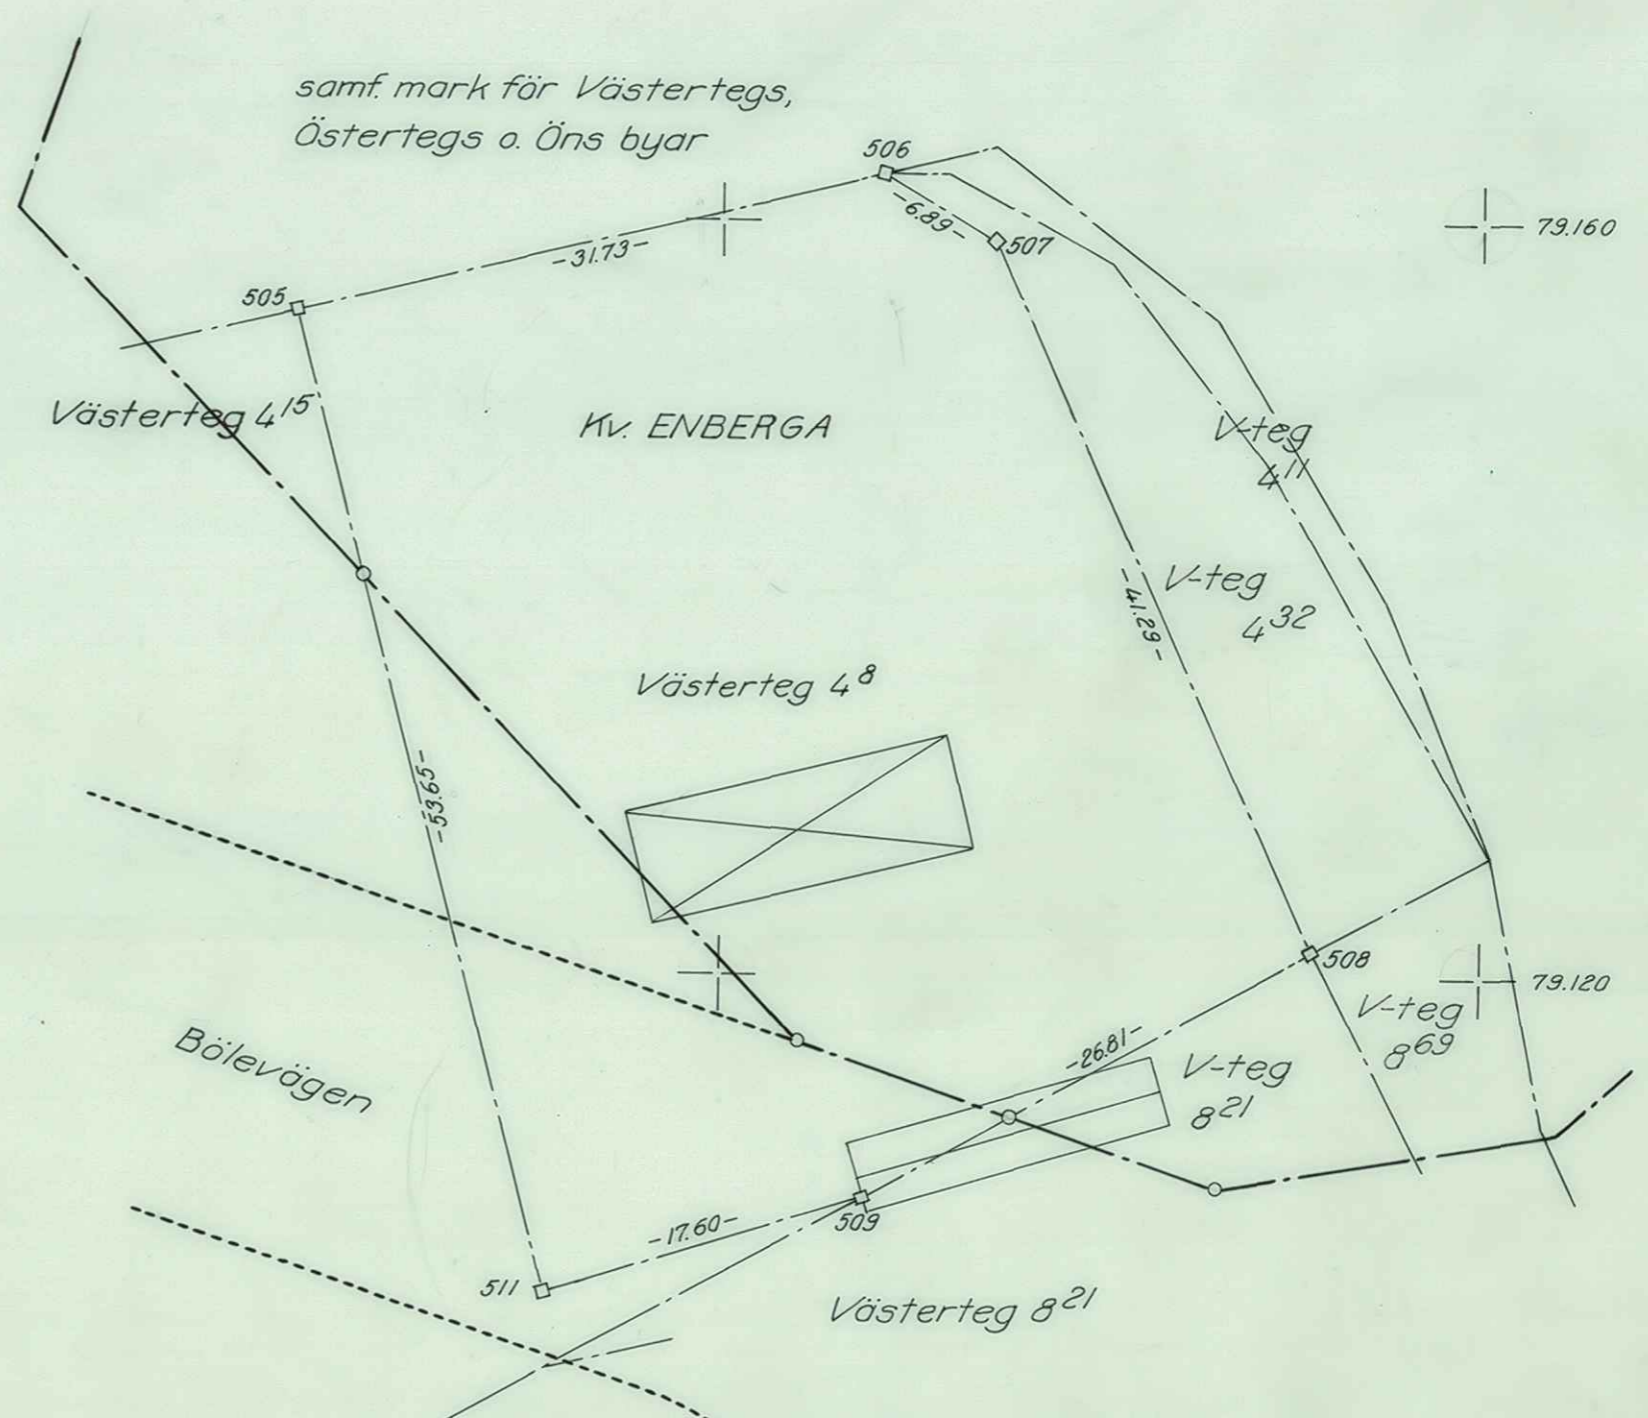 samf. mark för Västertegs,
Östertegs o. Öns byar
506
-6.89-
507
79.160
-31.73-
505
Västerteg 4¹⁵
Kv. ENBERGA
V-teg
4¹¹
V-teg
4³²
-41.29-
Västerteg 4⁸
-53.65-
508
79.120
V-teg
8⁶⁹
Bölevägen
-26.81-
V-teg
8²¹
-17.60-
509
511
Västerteg 8²¹